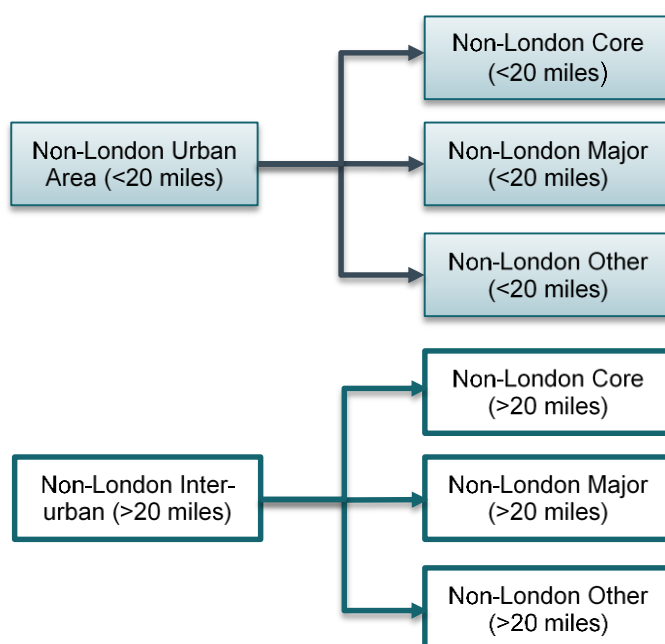 Non-London Core
(<20 miles)
Non-London Urban
Area (<20 miles)
Non-London Major
(<20 miles)
Non-London Other
(<20 miles)
Non-London Core
(>20 miles)
Non-London Inter-
urban (>20 miles)
Non-London Major
(>20 miles)
Non-London Other
(>20 miles)